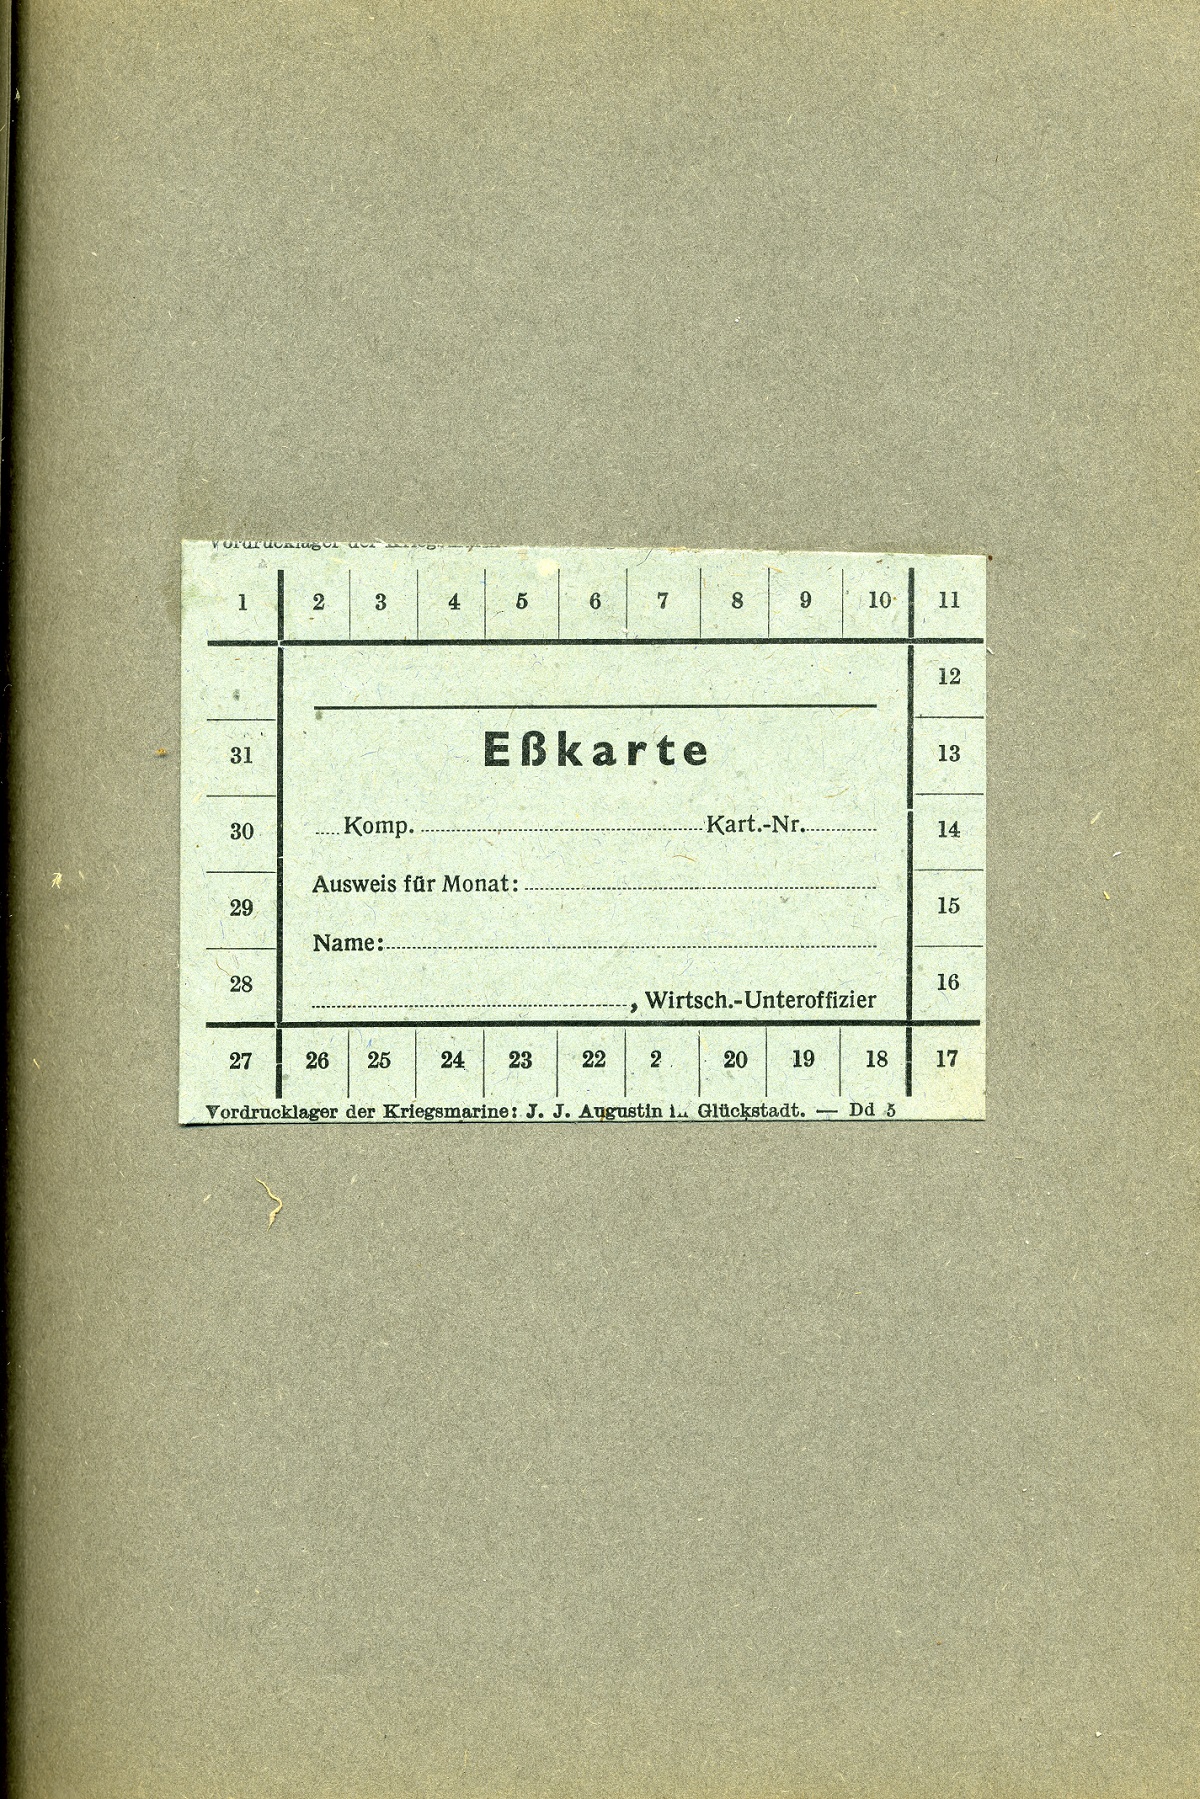 Vordrucklager der
1 2 3 4 5 6 7 8 9 10 11
12
Eßkarte
31 13
....Komp. Kart.-Nr.
30 14
Ausweis für Monat:
29 15
Name:
28 16
, Wirtsch.-Unteroffizier
27 26 25 24 23 22 2 20 19 18 17
Vordrucklager der Kriegsmarine: J. J. Augustin Glückstadt. — Dd 5